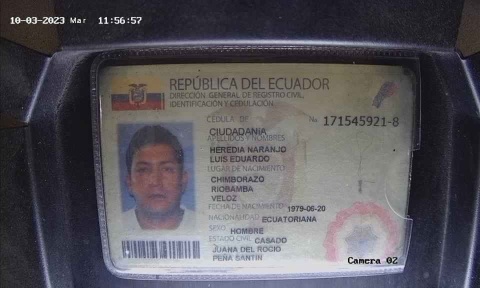 10-03-2023 Mar 11:56:57
REPÚBLICA DEL ECUADOR
DIRECCIÓN GENERAL DE REGISTRO CIVIL,
IDENTIFICACIÓN Y CEDULACIÓN
CÉDULA DE No. 171545921-8
CIUDADANÍA
APELLIDOS Y NOMBRES
HEREDIA NARANJO
LUIS EDUARDO
LUGAR DE NACIMIENTO
CHIMBORAZO
RIOBAMBA
VELOZ
FECHA DE NACIMIENTO 1979-06-20
NACIONALIDAD ECUATORIANA
SEXO HOMBRE
ESTADO CIVIL CASADO
JUANA DEL ROCIO
PEÑA SANTIN
Camera 02